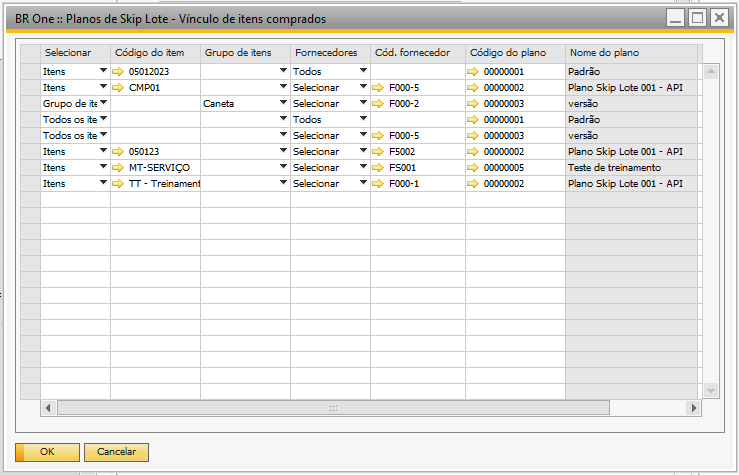 BR One :: Planos de Skip Lote - Vínculo de itens comprados
Selecionar Código do item Grupo de itens Fornecedores Cód. fornecedor Código do plano Nome do plano
Itens 05012023 Todos 00000001 Padrão
Itens CMP01 Selecionar F000-5 00000002 Plano Skip Lote 001 - API
Grupo de ite Caneta Selecionar F000-2 00000003 versão
Todos os ite Todos 00000001 Padrão
Todos os ite Selecionar F000-5 00000003 versão
Itens 050123 Selecionar FS002 00000002 Plano Skip Lote 001 - API
Itens MT-SERVIÇO Selecionar FS001 00000005 Teste de treinamento
Itens TT - Treinament Selecionar F000-1 00000002 Plano Skip Lote 001 - API
OK Cancelar